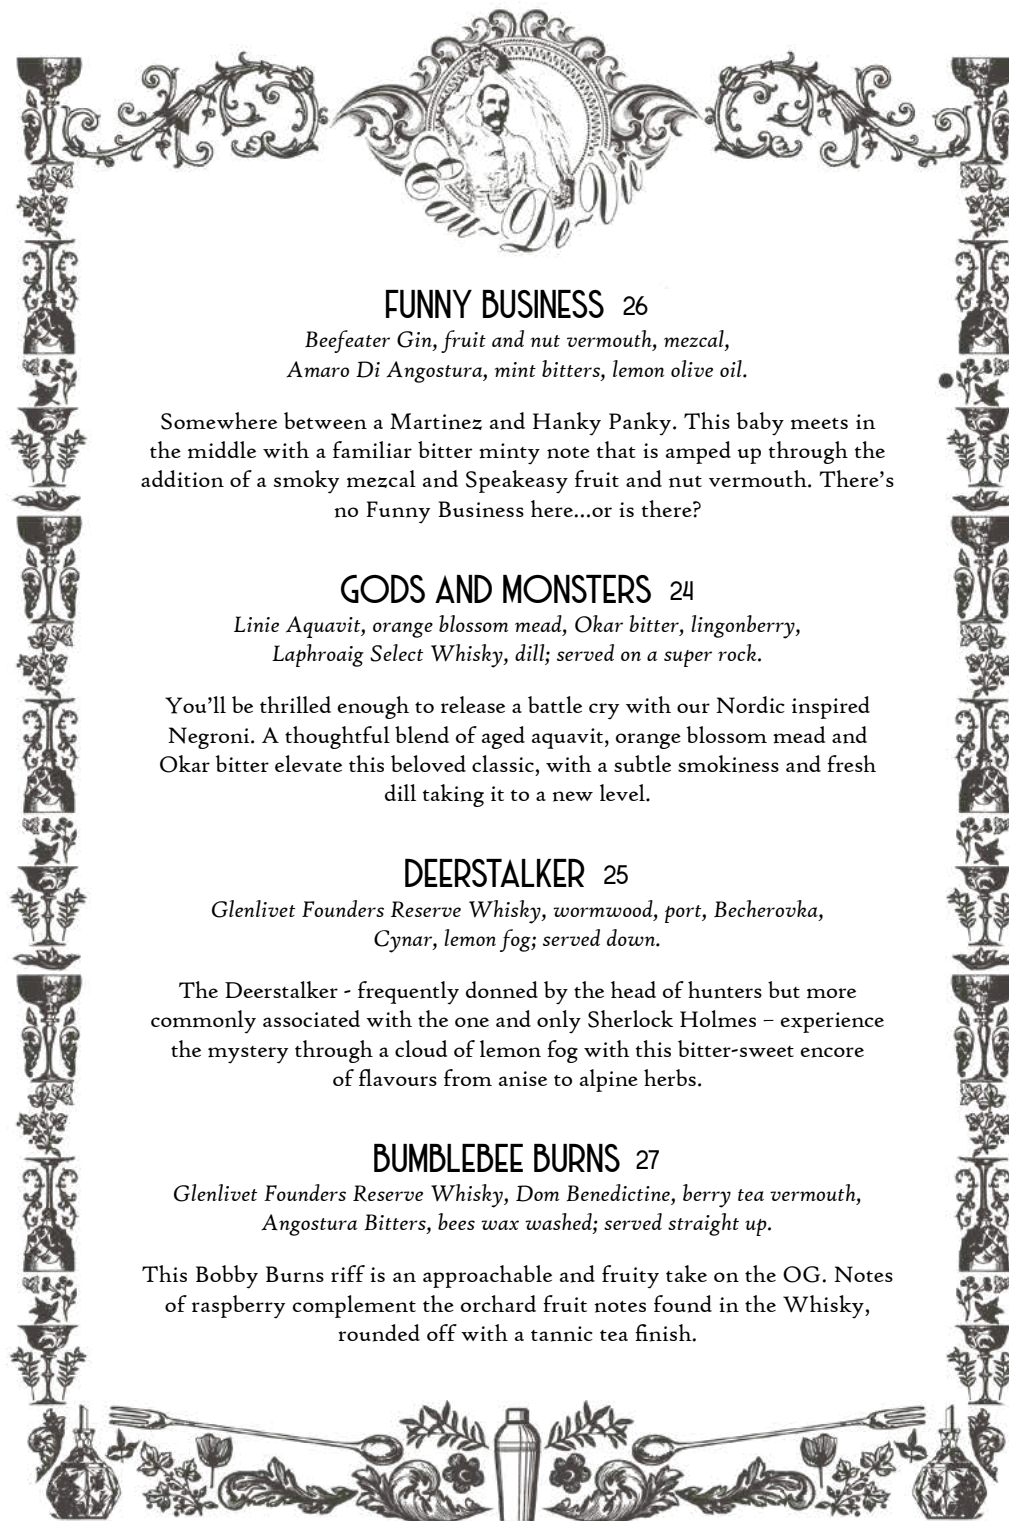 Eau-De-Vie
FUNNY BUSINESS 26
Beefeater Gin, fruit and nut vermouth, mezcal,
Amaro Di Angostura, mint bitters, lemon olive oil.
Somewhere between a Martinez and Hanky Panky. This baby meets in
the middle with a familiar bitter minty note that is amped up through the
addition of a smoky mezcal and Speakeasy fruit and nut vermouth. There's
no Funny Business here...or is there?
GODS AND MONSTERS 24
Linie Aquavit, orange blossom mead, Okar bitter, lingonberry,
Laphroaig Select Whisky, dill; served on a super rock.
You'll be thrilled enough to release a battle cry with our Nordic inspired
Negroni. A thoughtful blend of aged aquavit, orange blossom mead and
Okar bitter elevate this beloved classic, with a subtle smokiness and fresh
dill taking it to a new level.
DEERSTALKER 25
Glenlivet Founders Reserve Whisky, wormwood, port, Becherovka,
Cynar, lemon fog; served down.
The Deerstalker - frequently donned by the head of hunters but more
commonly associated with the one and only Sherlock Holmes – experience
the mystery through a cloud of lemon fog with this bitter-sweet encore
of flavours from anise to alpine herbs.
BUMBLEBEE BURNS 27
Glenlivet Founders Reserve Whisky, Dom Benedictine, berry tea vermouth,
Angostura Bitters, bees wax washed; served straight up.
This Bobby Burns riff is an approachable and fruity take on the OG. Notes
of raspberry complement the orchard fruit notes found in the Whisky,
rounded off with a tannic tea finish.